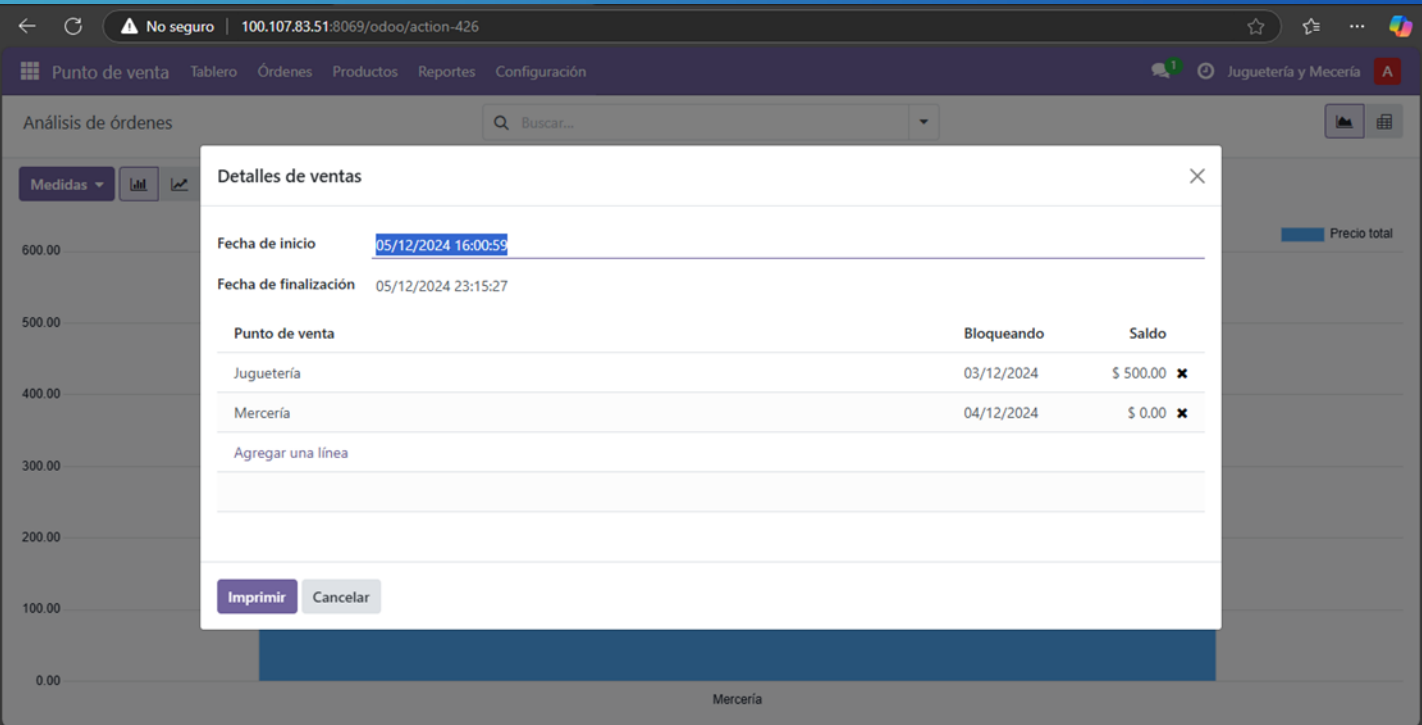 No seguro | 100.107.83.51:8069/odoo/action-426
Punto de venta Tablero Órdenes Productos Reportes Configuración 1 Juguetería y Mecería A
Análisis de órdenes Buscar...
Medidas
Detalles de ventas
Fecha de inicio 05/12/2024 16:00:59
Fecha de finalización 05/12/2024 23:15:27
Punto de venta Bloqueando Saldo
Juguetería 03/12/2024 $ 500.00
Mercería 04/12/2024 $ 0.00
Agregar una línea
Imprimir Cancelar
Precio total
600.00
500.00
400.00
300.00
200.00
100.00
0.00
Mercería